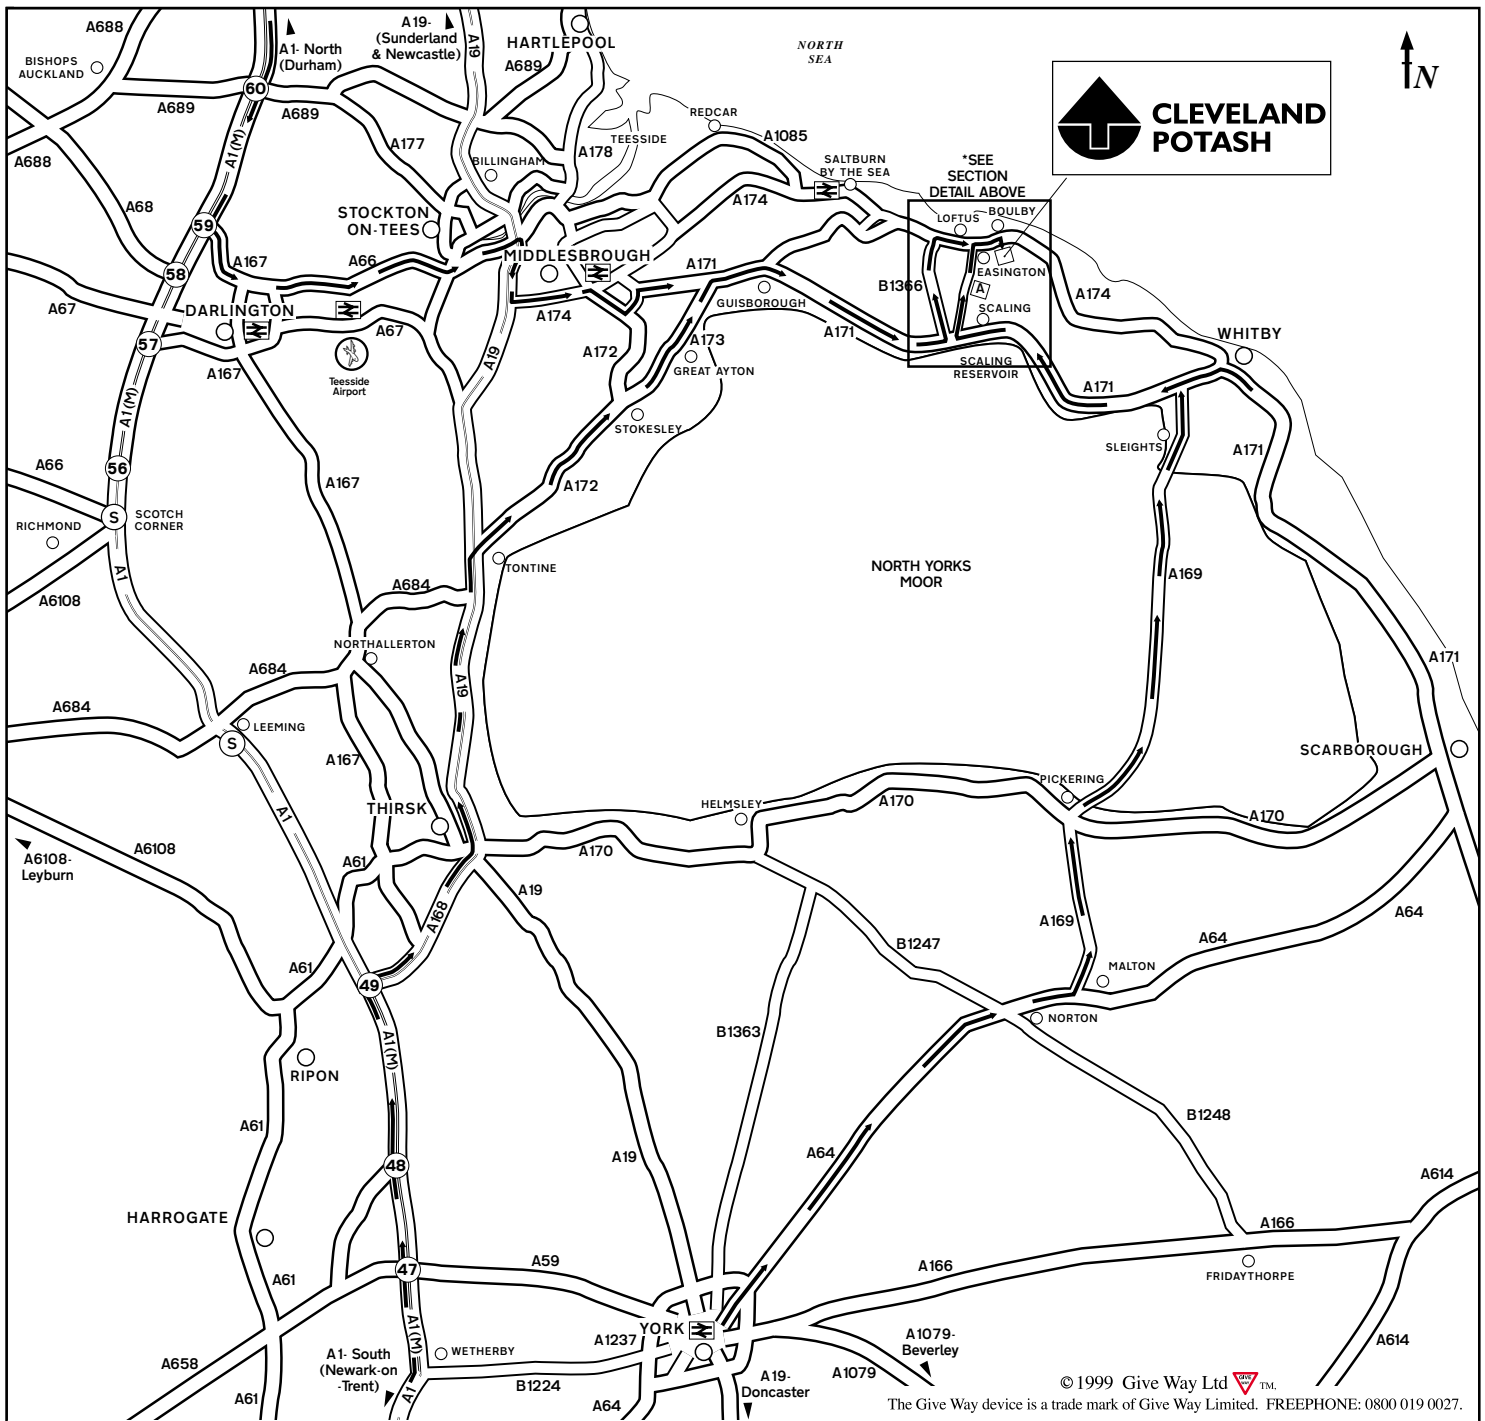 A688
A1- North
(Durham)
A19-
(Sunderland
& Newcastle)
A19
HARTLEPOOL
NORTH
SEA
N
BISHOPS
AUCKLAND
A689
60
A689
A689
CLEVELAND
POTASH
A688
A1(M)
A177
BILLINGHAM
A178
TEESSIDE
REDCAR
A1085
SALTBURN
BY THE SEA
*SEE
SECTION
DETAIL ABOVE
A68
59
STOCKTON
ON-TEES
A174
LOFTUS
BOULBY
58
A167
A66
MIDDLESBROUGH
A171
GUISBOROUGH
B1366
EASINGTON
A
SCALING
A174
A67
DARLINGTON
A67
A174
A171
57
A167
Teesside
Airport
A19
A172
A173
GREAT AYTON
SCALING
RESERVOIR
WHITBY
A1(M)
A171
STOKESLEY
SLEIGHTS
A171
A66
56
A167
A172
S
SCOTCH
CORNER
RICHMOND
TONTINE
NORTH YORKS
MOOR
A169
A1
A6108
A684
NORTHALLERTON
A684
A19
A171
A684
LEEMING
S
A167
SCARBOROUGH
PICKERING
A1
THIRSK
HELMSLEY
A170
A170
A6108-
Leyburn
A6108
A61
A170
A19
A168
A169
A64
B1247
A64
A61
49
MALTON
NORTON
A1(M)
B1363
RIPON
A61
B1248
A19
A64
48
A614
HARROGATE
A166
A59
A166
47
A61
FRIDAYTHORPE
A1(M)
YORK
A1237
A1079-
Beverley
A614
A658
A1- South
(Newark-on
-Trent)
WETHERBY
A1079
B1224
A19-
Doncaster
A61
A1
A64
©1999 Give Way Ltd GIVE WAY TM.
The Give Way device is a trade mark of Give Way Limited. FREEPHONE: 0800 019 0027.